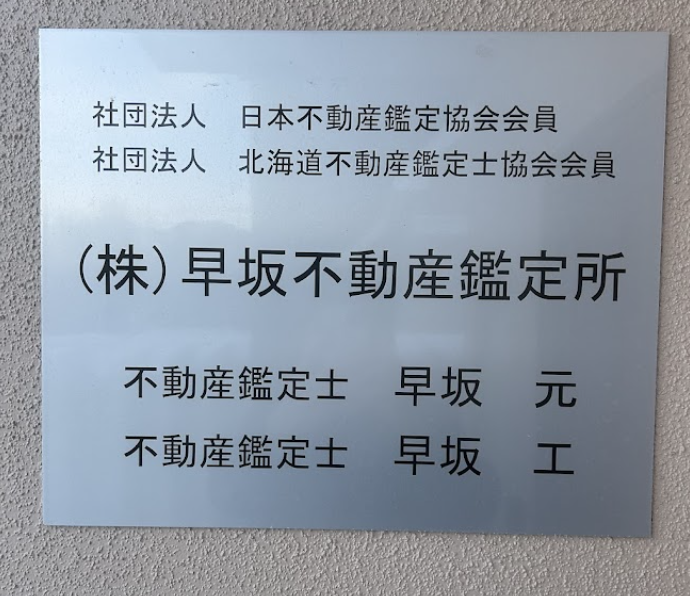 社団法人　日本不動産鑑定協会会員
社団法人　北海道不動産鑑定士協会会員
(株)早坂不動産鑑定所
不動産鑑定士　早坂　元
不動産鑑定士　早坂　工